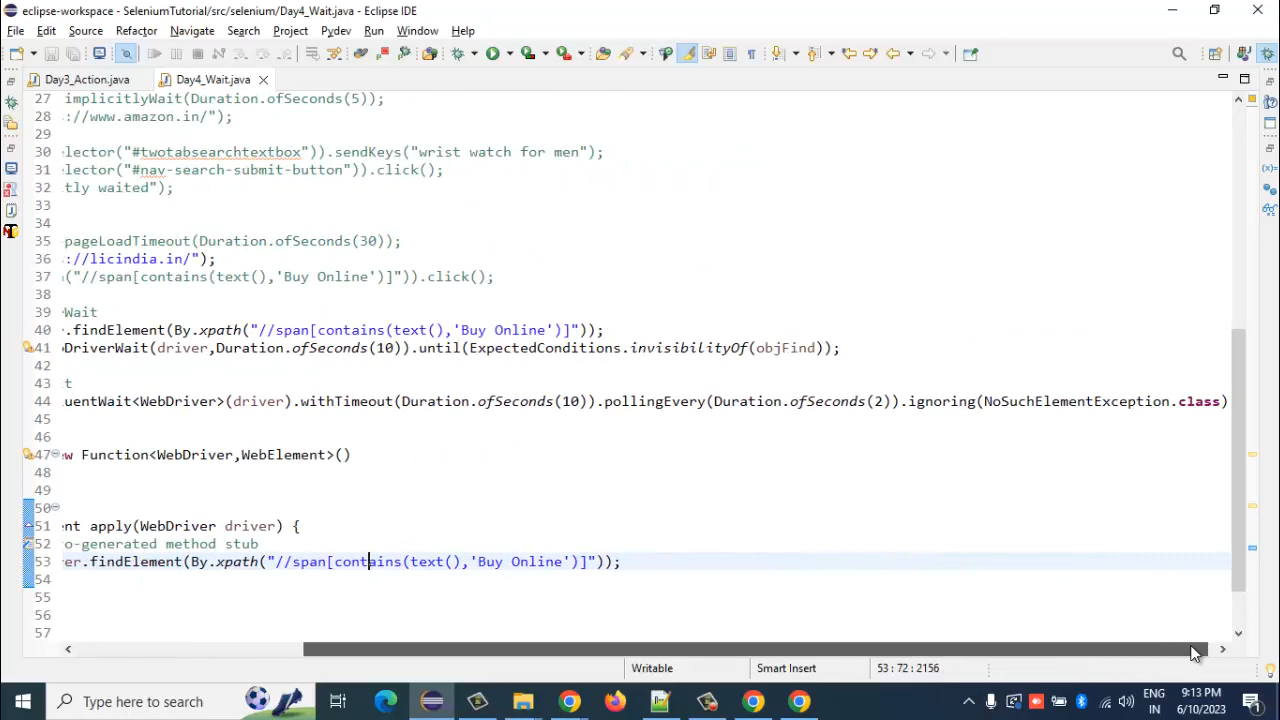 eclipse-workspace - SeleniumTutorial/src/selenium/Day4_Wait.java - Eclipse IDE
File Edit Source Refactor Navigate Search Project Pydev Run Window Help
Day3_Action.java Day4_Wait.java
27 implicitlyWait(Duration.ofSeconds(5));
28 ://www.amazon.in/");
29
30 lector("#twotabsearchtextbox")).sendKeys("wrist watch for men");
31 lector("#nav-search-submit-button")).click();
32 tly waited");
33
34
35 pageLoadTimeout(Duration.ofSeconds(30));
36 ://licindia.in/");
37 ("//span[contains(text(),'Buy Online')]")).click();
38
39 Wait
40 .findElement(By.xpath("//span[contains(text(),'Buy Online')]"));
41 DriverWait(driver,Duration.ofSeconds(10)).until(ExpectedConditions.invisibilityOf(objFind));
42
43 t
44 uentWait<WebDriver>(driver).withTimeout(Duration.ofSeconds(10)).pollingEvery(Duration.ofSeconds(2)).ignoring(NoSuchElementException.class)
45
46
47 w Function<WebDriver,WebElement>()
48
49
50
51 nt apply(WebDriver driver) {
52 o-generated method stub
53 er.findElement(By.xpath("//span[contains(text(),'Buy Online')]"));
54
55
56
57
Writable Smart Insert 53 : 72 : 2156
Type here to search
ENG
IN
9:13 PM
6/10/2023
1